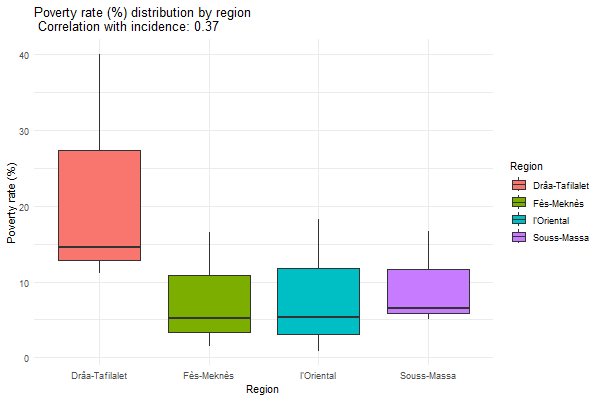 Poverty rate (%) distribution by region
Correlation with incidence: 0.37
Poverty rate (%)
40
30
20
10
0
Drâa-Tafilalet
Fès-Meknès
l'Oriental
Souss-Massa
Region
Region
Drâa-Tafilalet
Fès-Meknès
l'Oriental
Souss-Massa